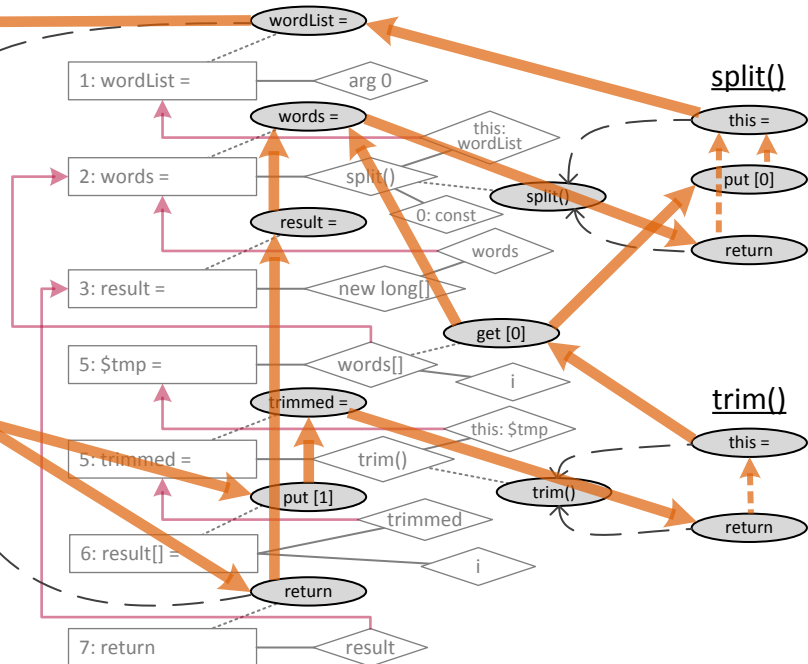 wordList =
split()
1: wordList =
arg 0
words =
this =
this:
wordList
2: words =
split()
put [0]
split()
0: const
result =
words
return
3: result =
new long[]
get [0]
5: $tmp =
words[]
i
trim()
trimmed =
this: $tmp
this =
5: trimmed =
trim()
put [1]
trim()
trimmed
return
6: result[] =
i
return
7: return
result